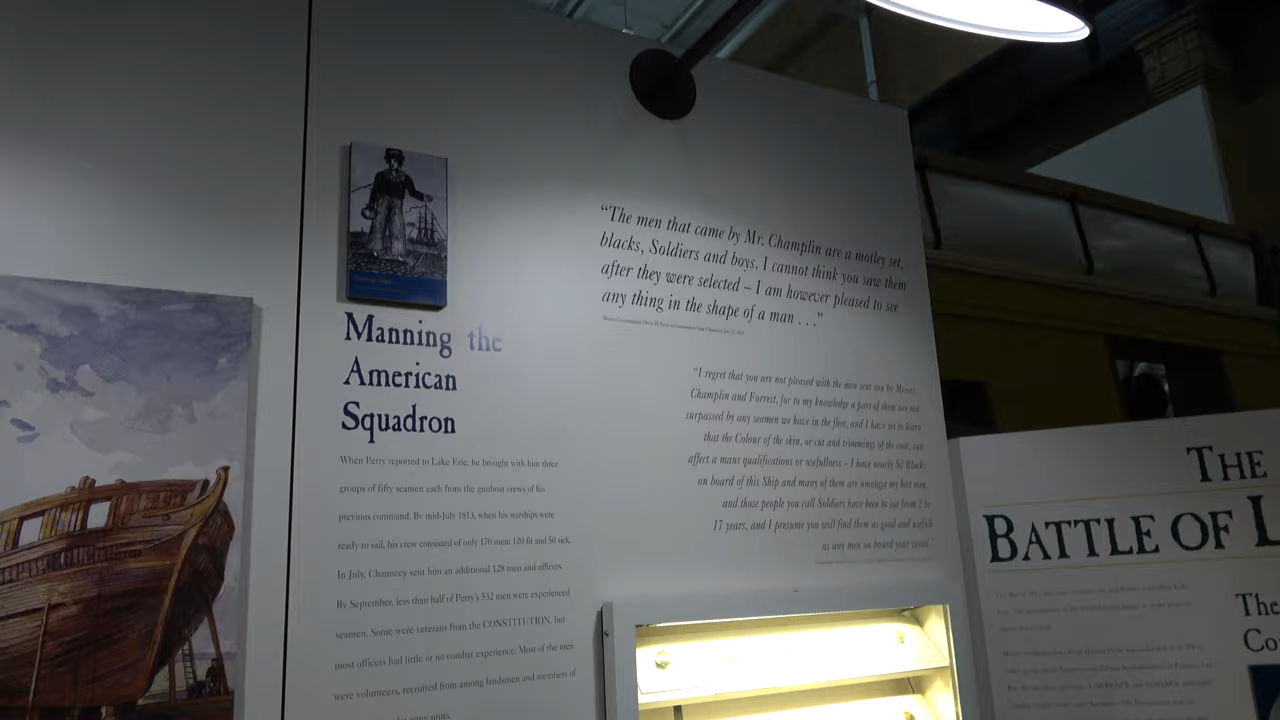 Manning the
American
Squadron
When Perry reported to Lake Erie, he brought with him three
groups of fifty seamen each from the gunboat crews of his
previous command. By mid-July 1813, when his warships were
ready to sail, his crew consisted of only 170 men: 120 fit and 50 sick.
In July, Chauncey sent him an additional 128 men and officers.
By September, less than half of Perry's 532 men were experienced
seamen. Some were veterans from the CONSTITUTION, but
most officers had little or no combat experience. Most of the men
were volunteers, recruited from among landsmen and members of
army units.
“The men that came by Mr. Champlin are a motley set,
blacks, Soldiers and boys. I cannot think you saw them
after they were selected – I am however pleased to see
any thing in the shape of a man . . .”
“I regret that you are not pleased with the men sent you by Messrs
Champlin and Forrest, for to my knowledge a part of them are not
surpassed by any seamen we have in the fleet, and I have yet to learn
that the Colour of the skin, or cut and trimmings of the coat, can
affect a mans qualifications or usefullness – I have nearly 50 Blacks
on board of this Ship and many of them are amongst my best men,
and those people you call Soldiers have been to sea from 2 to
17 years, and I presume you will find them as good and usefull
as any men on board your vessel”
THE
BATTLE OF L
The
Co